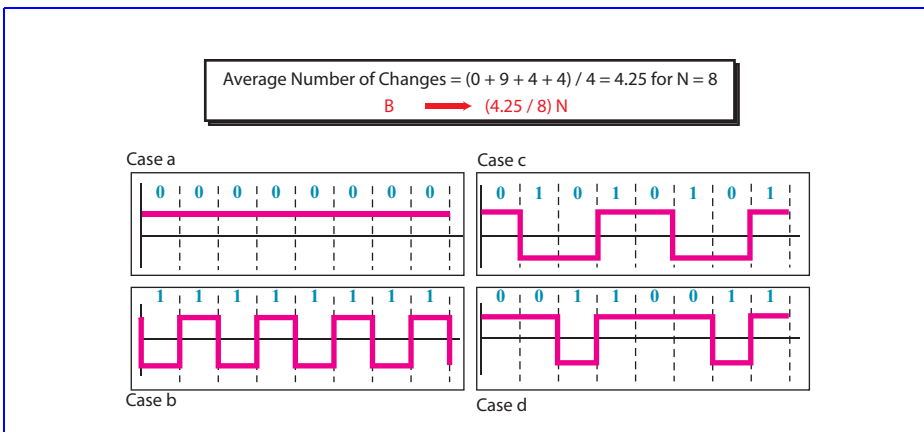 Average Number of Changes = (0 + 9 + 4 + 4) / 4 = 4.25 for N = 8
B (4.25 / 8) N
Case a
0 0 0 0 0 0 0 0
Case c
0 1 0 1 0 1 0 1
1 1 1 1 1 1 1 1
Case b
0 0 1 1 0 0 1 1
Case d